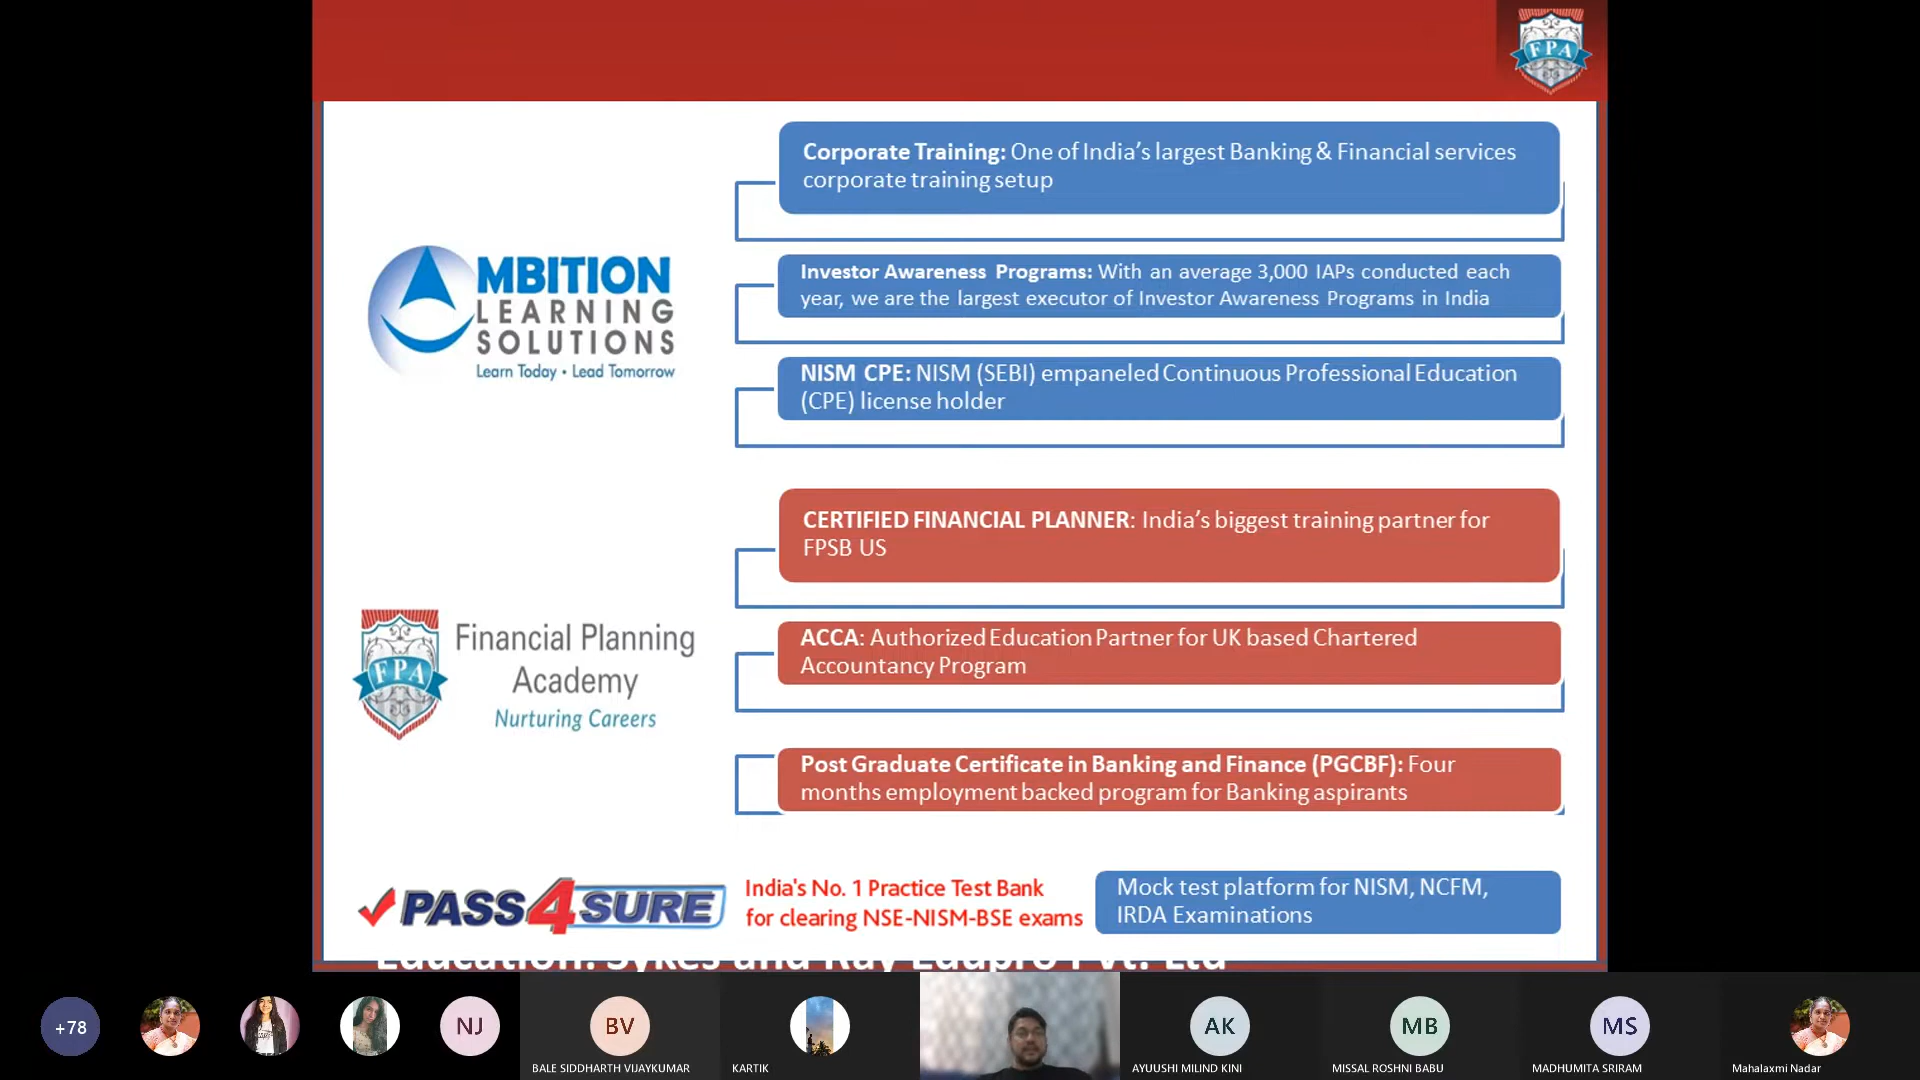 FPA
Corporate Training: One of India's largest Banking & Financial services
corporate training setup
MBITION
LEARNING
SOLUTIONS
Learn Today • Lead Tomorrow
Investor Awareness Programs: With an average 3,000 IAPs conducted each
year, we are the largest executor of Investor Awareness Programs in India
NISM CPE: NISM (SEBI) empaneled Continuous Professional Education
(CPE) license holder
CERTIFIED FINANCIAL PLANNER: India's biggest training partner for
FPSB US
FPA
Financial Planning
Academy
Nurturing Careers
ACCA: Authorized Education Partner for UK based Chartered
Accountancy Program
Post Graduate Certificate in Banking and Finance (PGCBF): Four
months employment backed program for Banking aspirants
PASS4SURE
India's No. 1 Practice Test Bank
for clearing NSE-NISM-BSE exams
Mock test platform for NISM, NCFM,
IRDA Examinations
Education: Sykes and Ray Edupro Pvt. Ltd
+78
NJ
BV
BALE SIDDHARTH VIJAYKUMAR
KARTIK
AK
AYUUSHI MILIND KINI
MB
MISSAL ROSHNI BABU
MS
MADHUMITA SRIRAM
Mahalaxmi Nadar